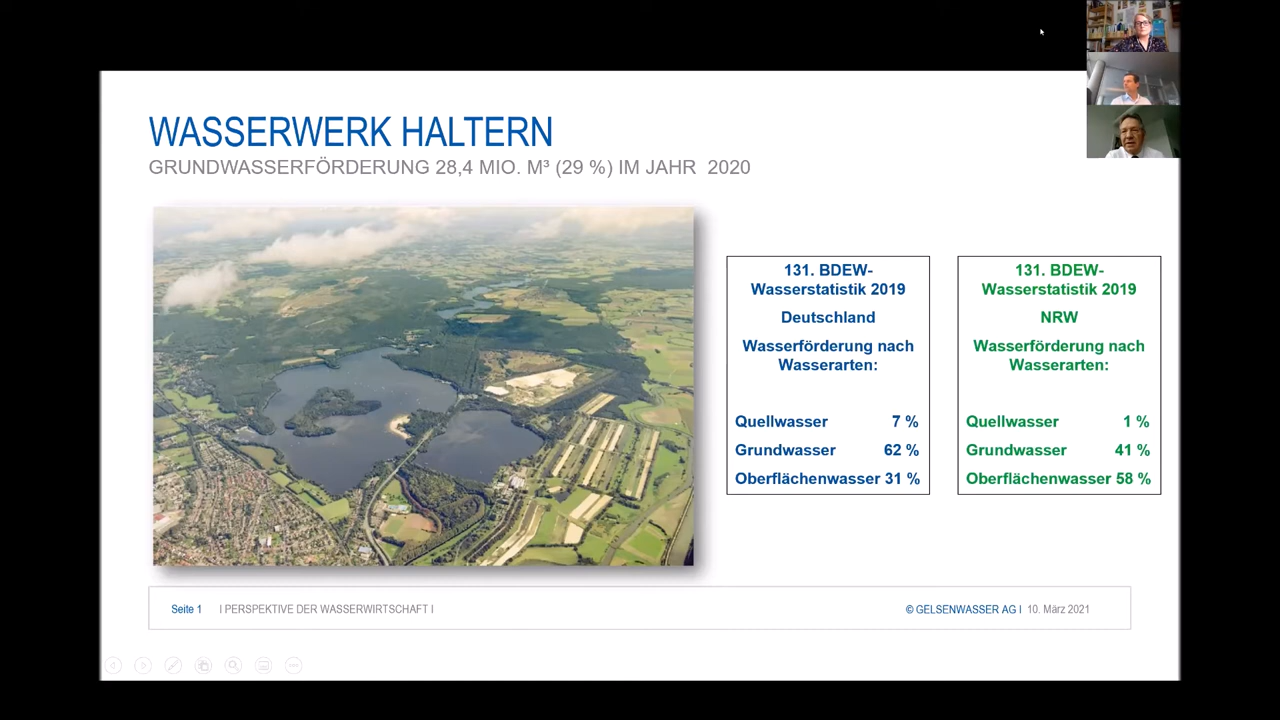 WASSERWERK HALTERN
GRUNDWASSERFÖRDERUNG 28,4 MIO. M³ (29 %) IM JAHR 2020
131. BDEW-
Wasserstatistik 2019
Deutschland
Wasserförderung nach
Wasserarten:
Quellwasser 7 %
Grundwasser 62 %
Oberflächenwasser 31 %
131. BDEW-
Wasserstatistik 2019
NRW
Wasserförderung nach
Wasserarten:
Quellwasser 1 %
Grundwasser 41 %
Oberflächenwasser 58 %
Seite 1 I PERSPEKTIVE DER WASSERWIRTSCHAFT I © GELSENWASSER AG I 10. März 2021